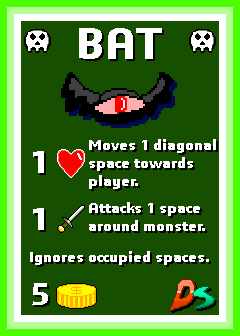 BAT
1
Moves 1 diagonal
space towards
player.
1
Attacks 1 space
around monster.
Ignores occupied spaces.
5
DS